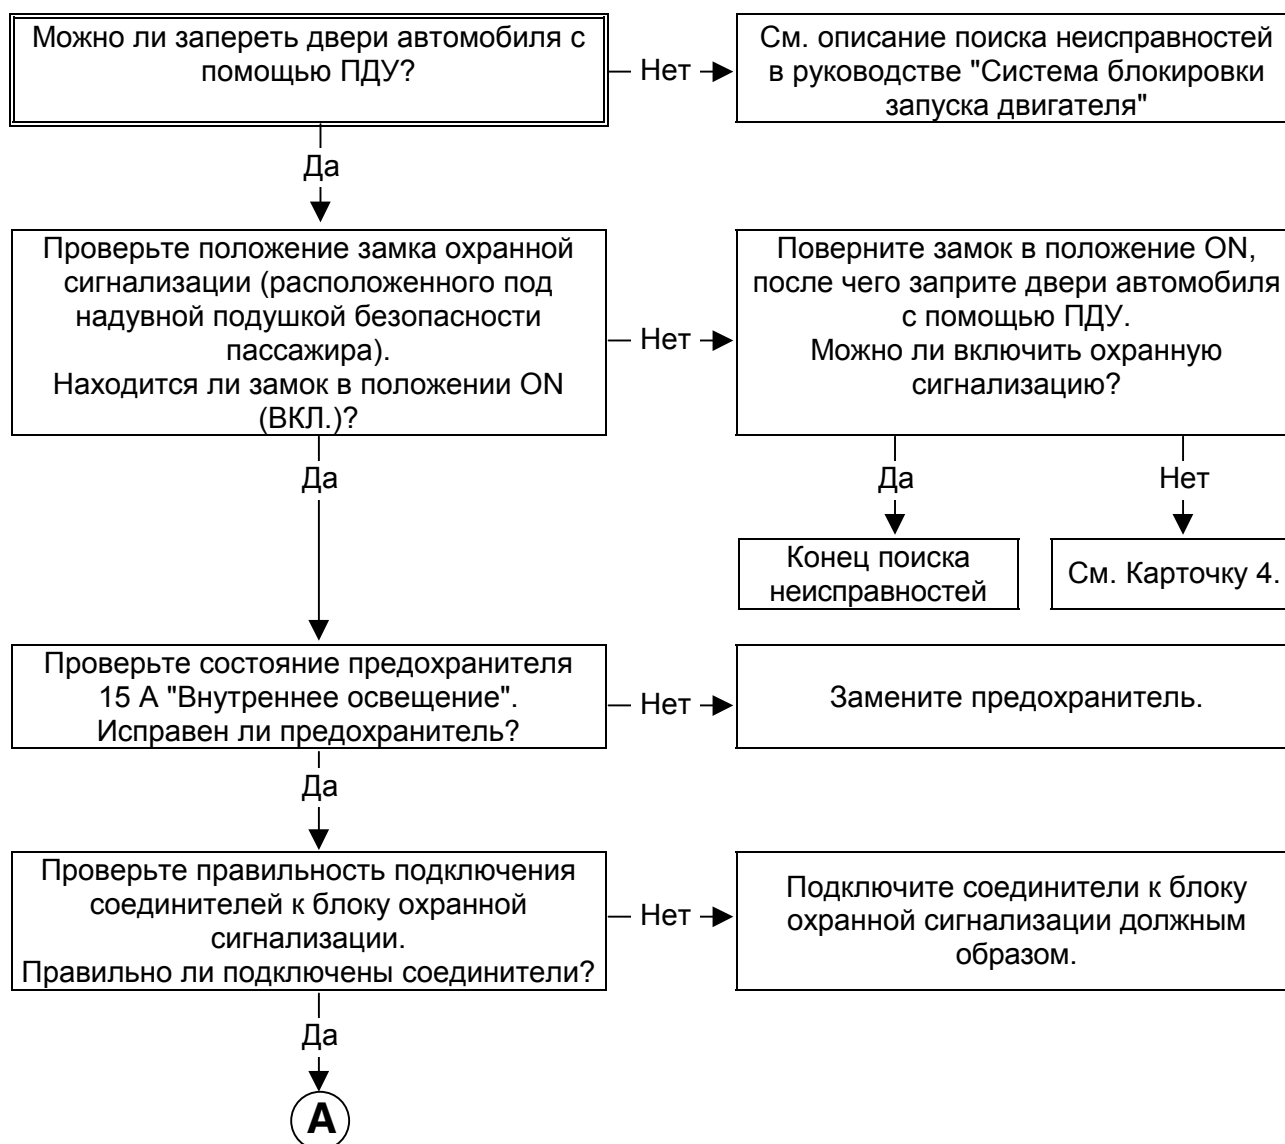 Можно ли запереть двери автомобиля с
помощью ПДУ?
Нет
См. описание поиска неисправностей
в руководстве "Система блокировки
запуска двигателя"
Да
Проверьте положение замка охранной
сигнализации (расположенного под
надувной подушкой безопасности
пассажира).
Находится ли замок в положении ON
(ВКЛ.)?
Нет
Поверните замок в положение ON,
после чего заприте двери автомобиля
с помощью ПДУ.
Можно ли включить охранную
сигнализацию?
Да
Да
Нет
Конец поиска
неисправностей
См. Карточку 4.
Проверьте состояние предохранителя
15 А "Внутреннее освещение".
Исправен ли предохранитель?
Нет
Замените предохранитель.
Да
Проверьте правильность подключения
соединителей к блоку охранной
сигнализации.
Правильно ли подключены соединители?
Нет
Подключите соединители к блоку
охранной сигнализации должным
образом.
Да
А